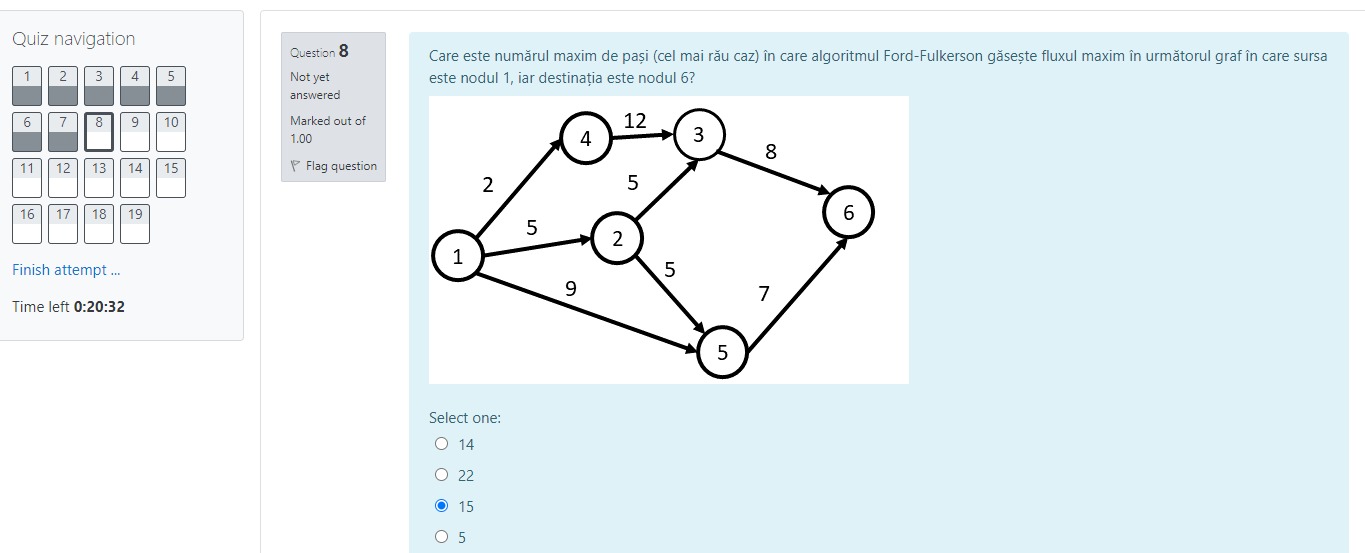 Quiz navigation
1 2 3 4 5
6 7 8 9 10
11 12 13 14 15
16 17 18 19
Finish attempt ...
Time left 0:20:32
Question 8
Not yet
answered
Marked out of
1.00
Flag question
Care este numărul maxim de pași (cel mai rău caz) în care algoritmul Ford-Fulkerson găsește fluxul maxim în următorul graf în care sursa
este nodul 1, iar destinația este nodul 6?
4 12 3
8
2 5
6
5 2
1 5
9 7
5
Select one:
14
22
15
5